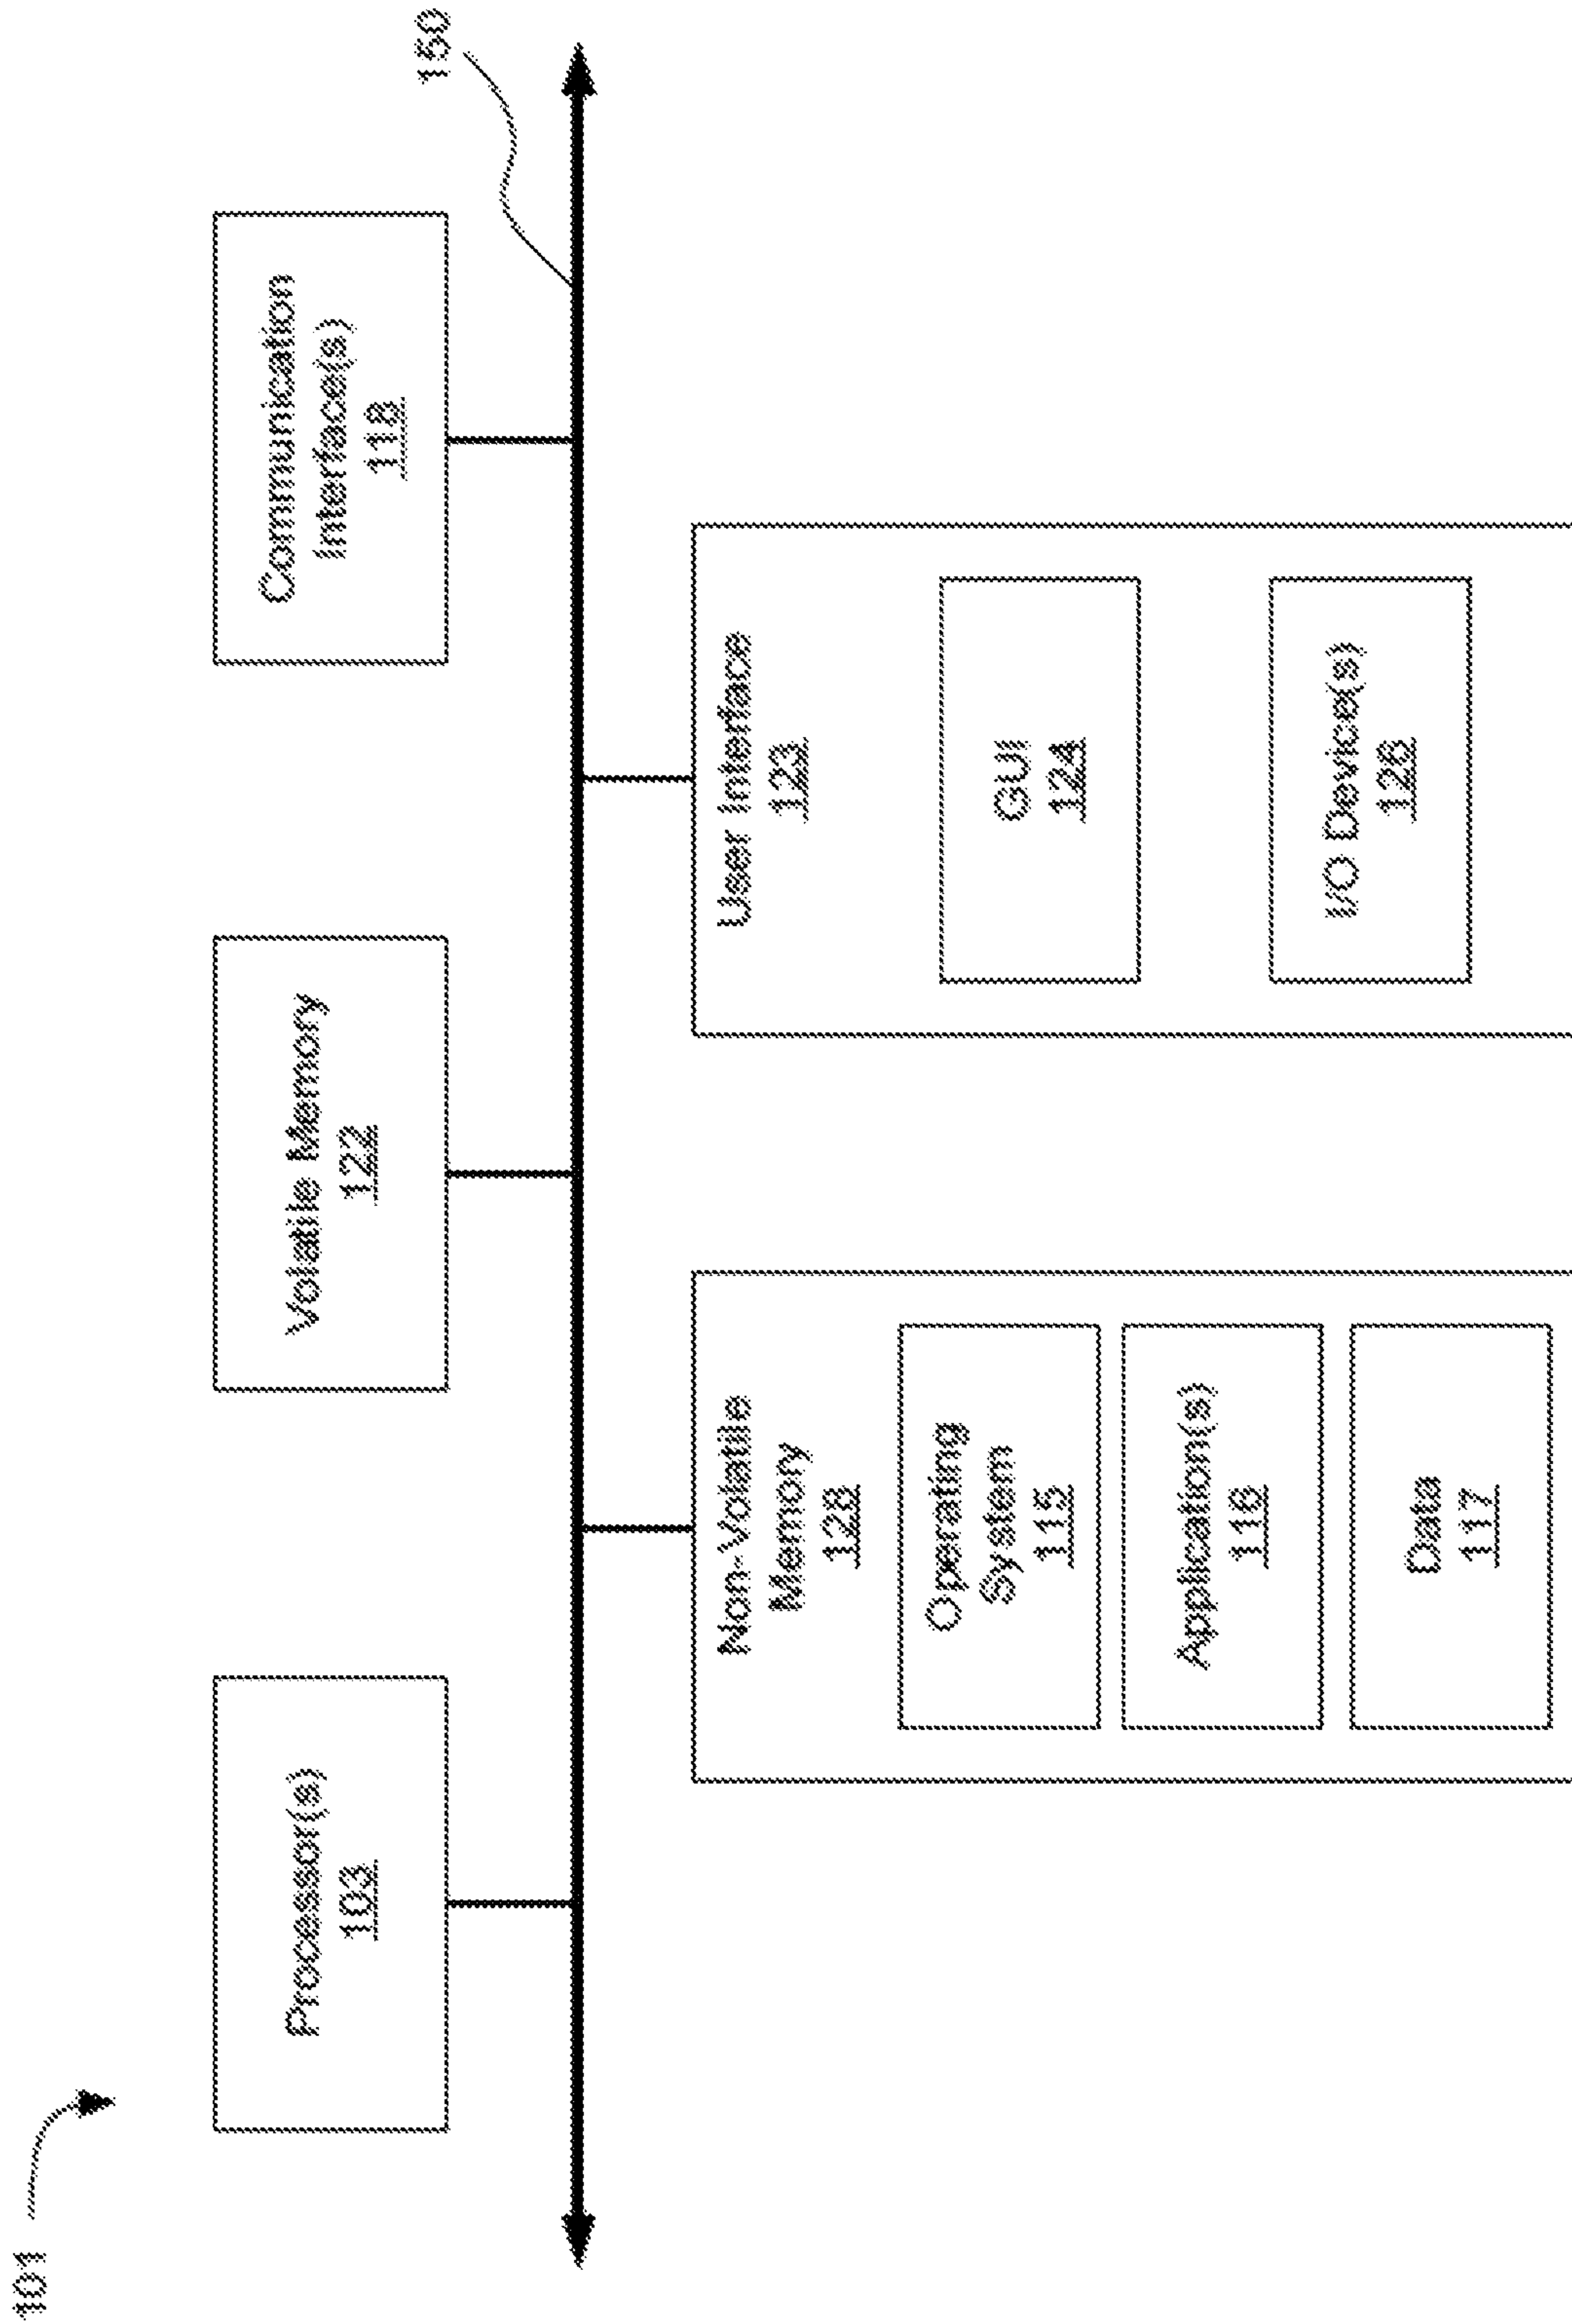 101
Processor(s)
103
Volatile Memory
122
Communication
Interface(s)
118
150
Non-Volatile
Memory
128
Operating
System
115
Application(s)
116
Data
117
User Interface
123
GUI
124
I/O Device(s)
126